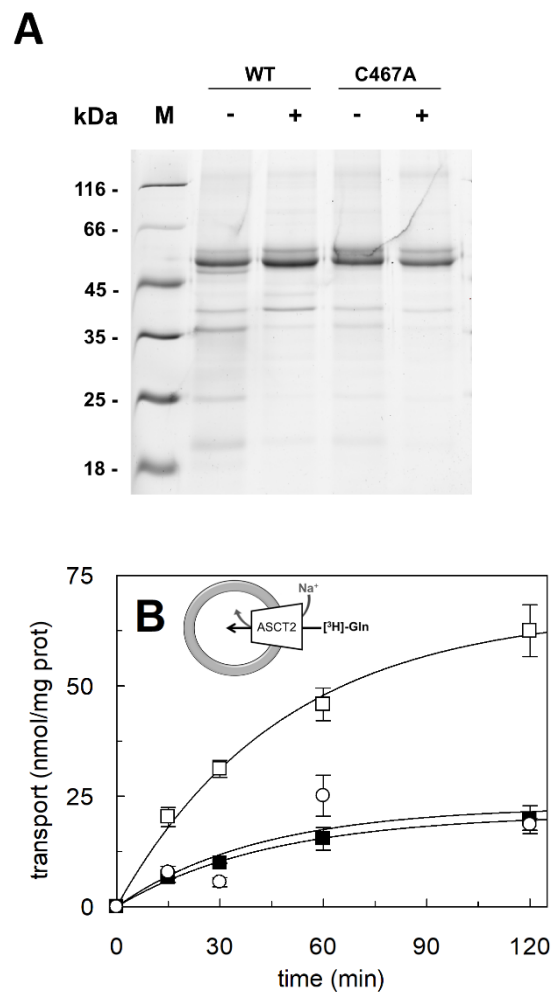 A
WT C467A
kDa M - + - +
116 -
66 -
45 -
35 -
25 -
18 -
B
Na⁺
ASCT2
[³H]-Gln
transport (nmol/mg prot)
75
50
25
0
0 30 60 90 120
time (min)